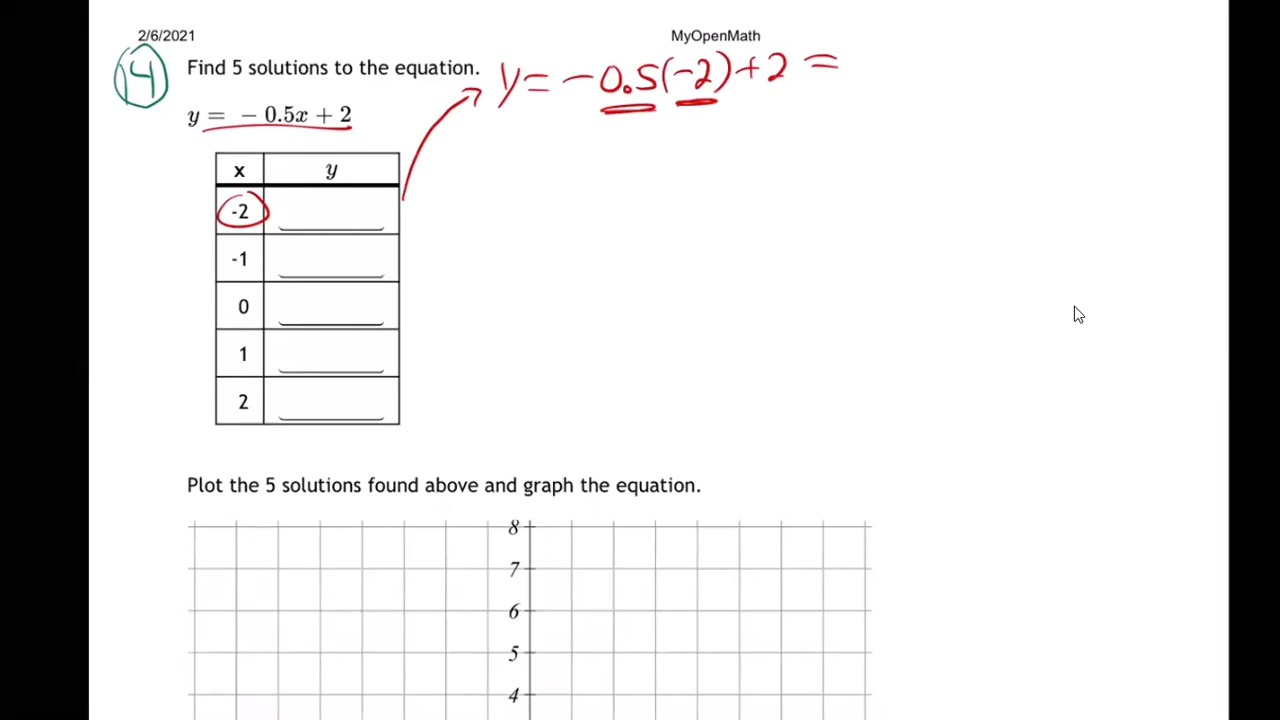 2/6/2021 MyOpenMath
14 Find 5 solutions to the equation. y = -0.5(-2)+2 =
y = − 0.5x + 2
x y
-2
-1
0
1
2
Plot the 5 solutions found above and graph the equation.
8
7
6
5
4